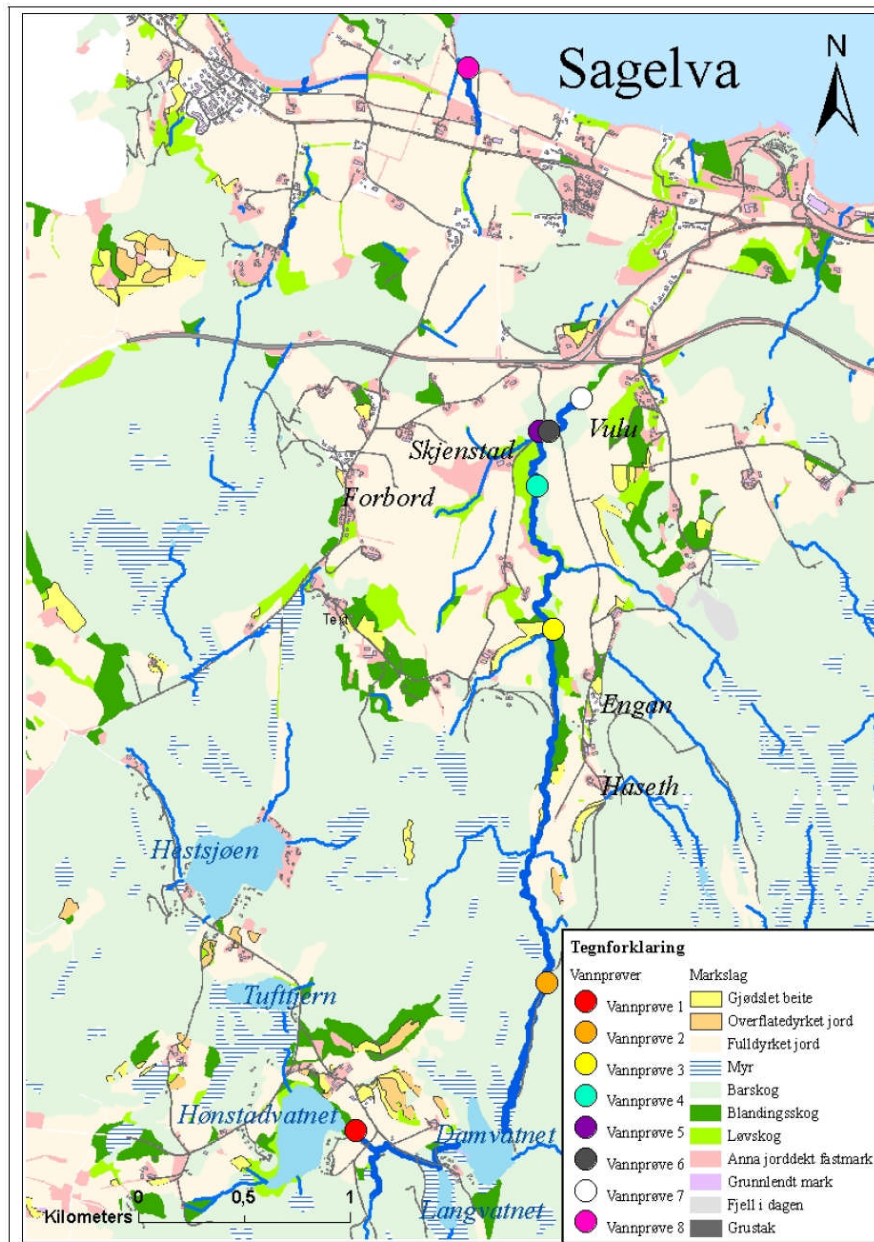 Sagelva
N
Skjenstad
Vulu
Forbord
Engan
Haseth
Hestsjøen
Tufttjern
Hønstadvatnet
Damvatnet
Langvatnet
0 0,5 1
Kilometers
Tegnforklaring
Vannprøver
Vannprøve 1
Vannprøve 2
Vannprøve 3
Vannprøve 4
Vannprøve 5
Vannprøve 6
Vannprøve 7
Vannprøve 8
Markslag
Gjødslet beite
Overflatedyrket jord
Fulldyrket jord
Myr
Barskog
Blandingsskog
Løvskog
Anna jorddekt fastmark
Grunnlendt mark
Fjell i dagen
Grustak